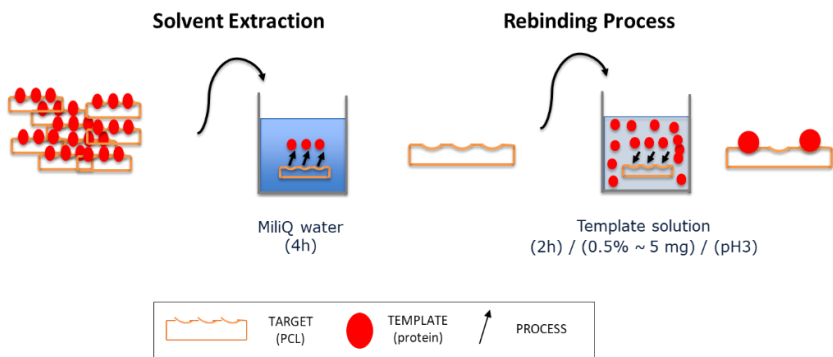 Solvent Extraction
Rebinding Process
MiliQ water
(4h)
Template solution
(2h) / (0.5% ~ 5 mg) / (pH3)
TARGET
(PCL)
TEMPLATE
(protein)
PROCESS